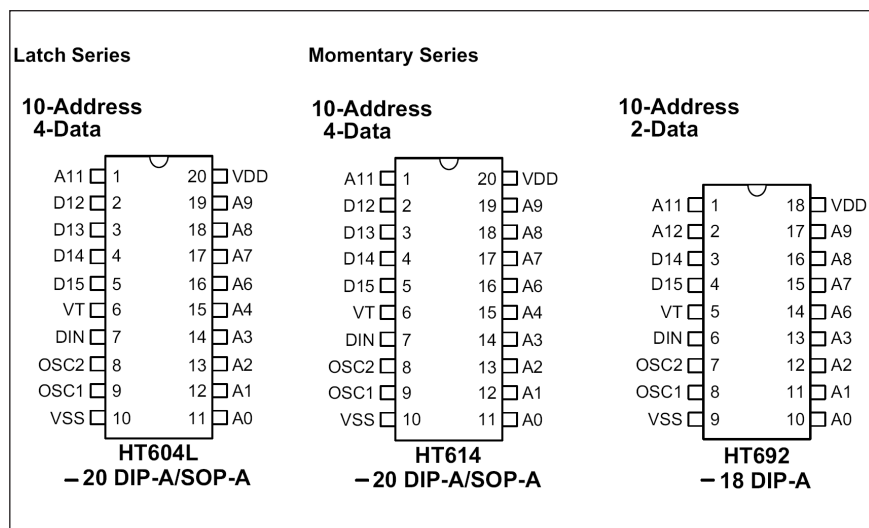 Latch Series
Momentary Series
10-Address
4-Data
10-Address
4-Data
10-Address
2-Data
A11 1 20 VDD
D12 2 19 A9
D13 3 18 A8
D14 4 17 A7
D15 5 16 A6
VT 6 15 A4
DIN 7 14 A3
OSC2 8 13 A2
OSC1 9 12 A1
VSS 10 11 A0
HT604L
–20 DIP-A/SOP-A
A11 1 20 VDD
D12 2 19 A9
D13 3 18 A8
D14 4 17 A7
D15 5 16 A6
VT 6 15 A4
DIN 7 14 A3
OSC2 8 13 A2
OSC1 9 12 A1
VSS 10 11 A0
HT614
–20 DIP-A/SOP-A
A11 1 18 VDD
A12 2 17 A9
D14 3 16 A8
D15 4 15 A7
VT 5 14 A6
DIN 6 13 A3
OSC2 7 12 A2
OSC1 8 11 A1
VSS 9 10 A0
HT692
–18 DIP-A